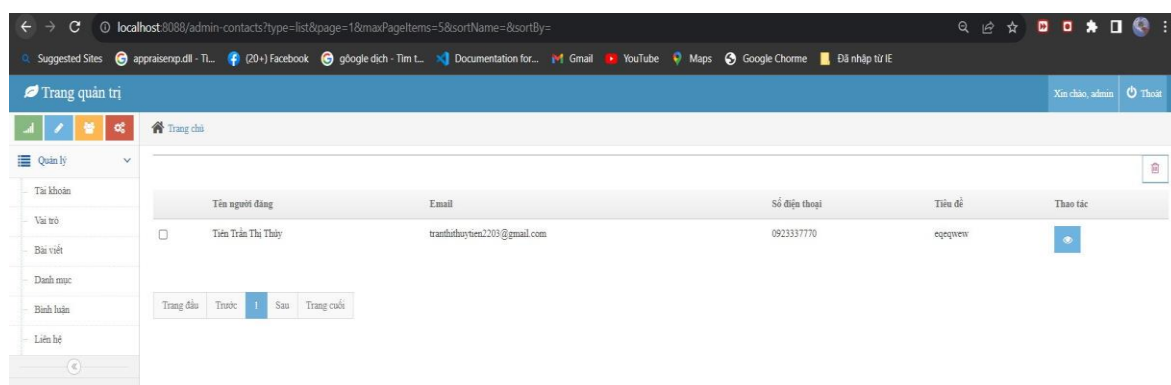 localhost:8088/admin-contacts?type=list&page=1&maxPageItems=5&sortName=&sortBy=
Suggested Sites appraiserxp.dll - Ti... (20+) Facebook gôogle dịch - Tìm t... Documentation for... Gmail YouTube Maps Google Chorme Đã nhập từ IE
Trang quản trị Xin chào, admin Thoát
Trang chủ
Quản lý
Tài khoản
Vai trò
Bài viết
Danh mục
Bình luận
Liên hệ
Tên người đăng Email Số điện thoại Tiêu đề Thao tác
Tiên Trần Thị Thúy tranthithuytien2203@gmail.com 0923337770 eqeqwew
Trang đầu Trước 1 Sau Trang cuối